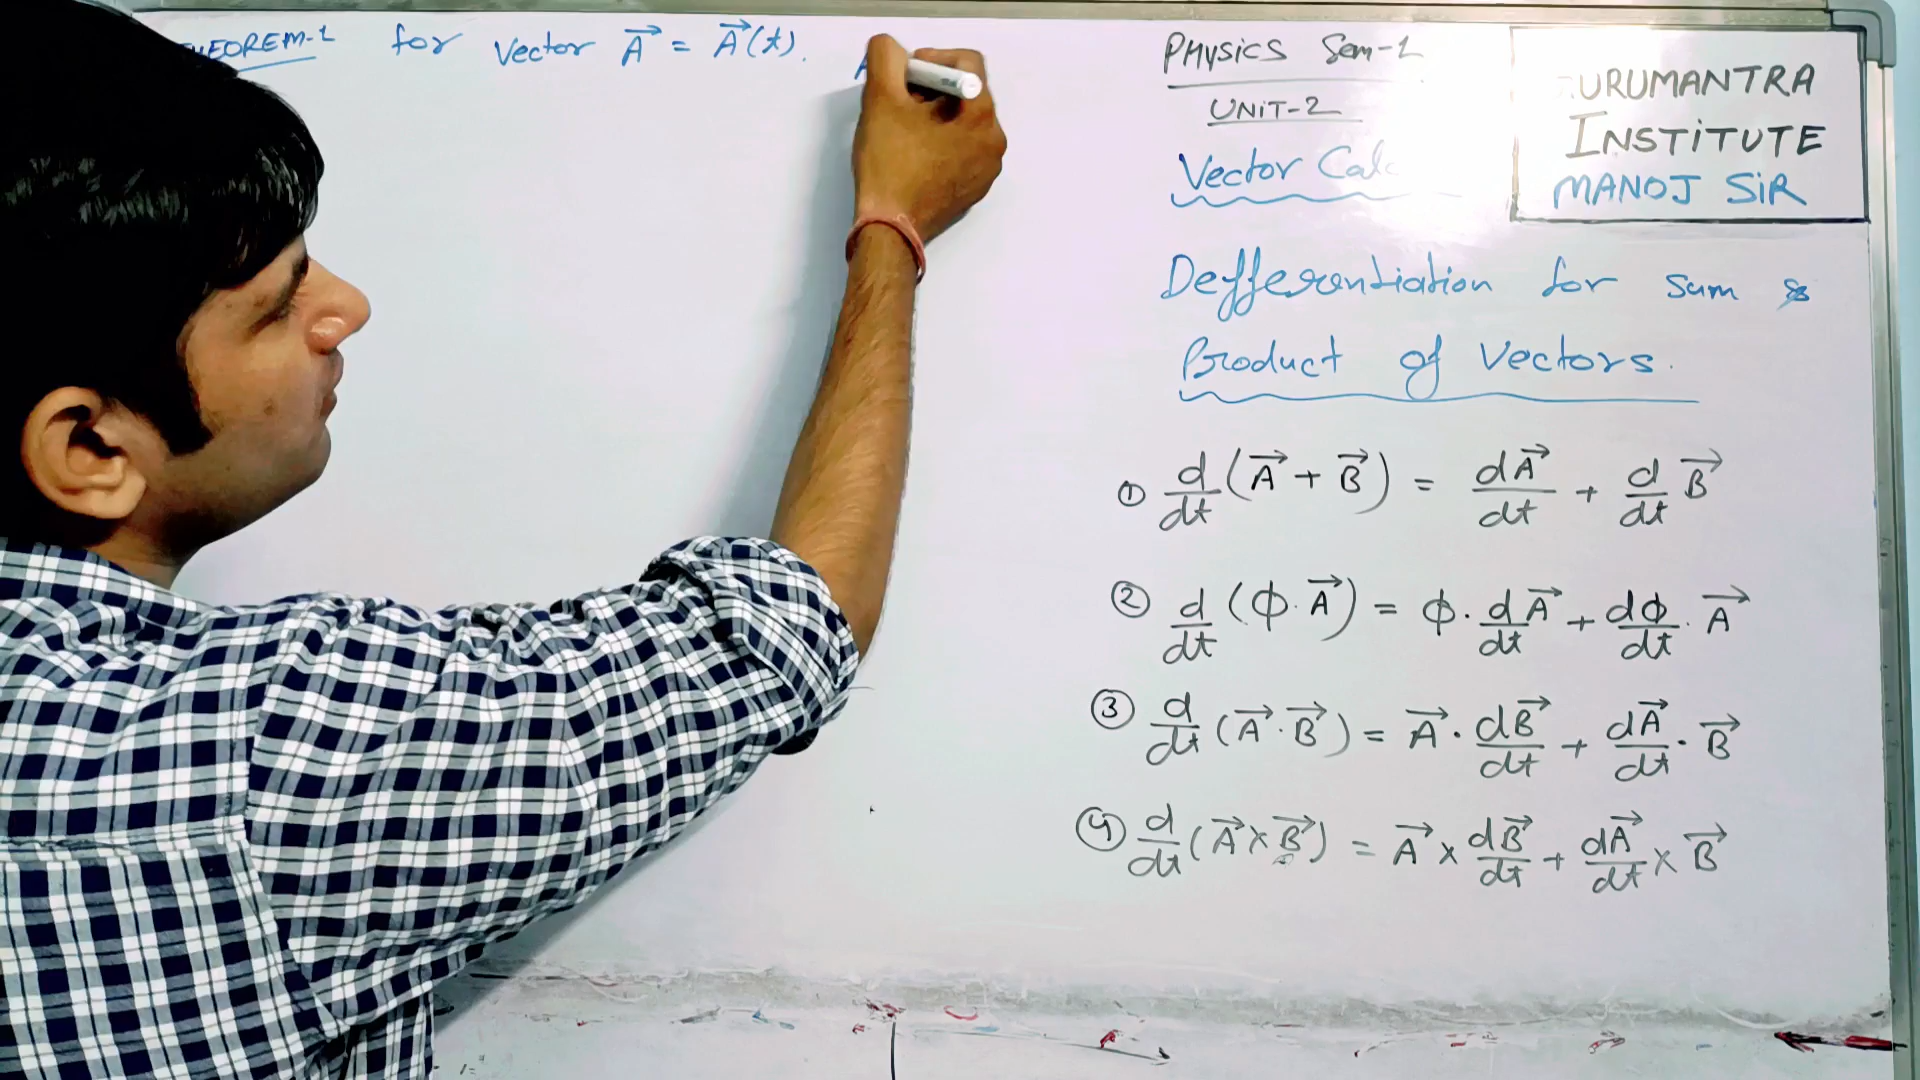 THEOREM-1 for Vector A⃗ = A⃗(t).
PHYSICS Sem-1
UNIT-2
Vector Calc
URUMANTRA
INSTITUTE
MANOJ SIR
Defferentiation for sum &
Product of Vectors.
① d/dt (A⃗ + B⃗) = dA⃗/dt + d/dt B⃗
② d/dt (ϕ · A⃗) = ϕ · d/dt A⃗ + dϕ/dt · A⃗
③ d/dt (A⃗ · B⃗) = A⃗ · dB⃗/dt + dA⃗/dt · B⃗
④ d/dt (A⃗ × B⃗) = A⃗ × dB⃗/dt + dA⃗/dt × B⃗